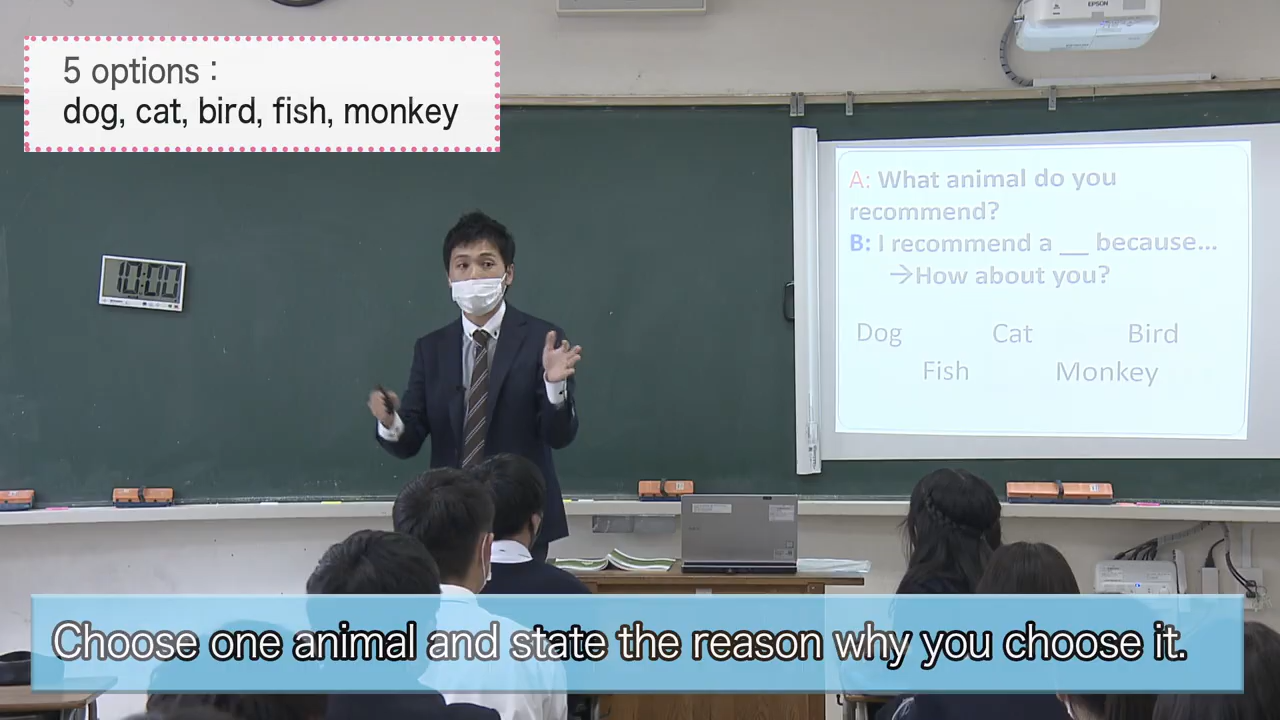 5 options :
dog, cat, bird, fish, monkey
EPSON
A: What animal do you
recommend?
B: I recommend a __ because...
→How about you?
Dog Cat Bird
Fish Monkey
10:00
Choose one animal and state the reason why you choose it.